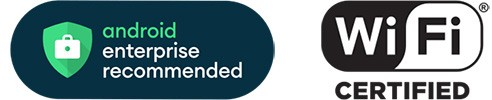 android
enterprise
recommended
Wi Fi®
CERTIFIED